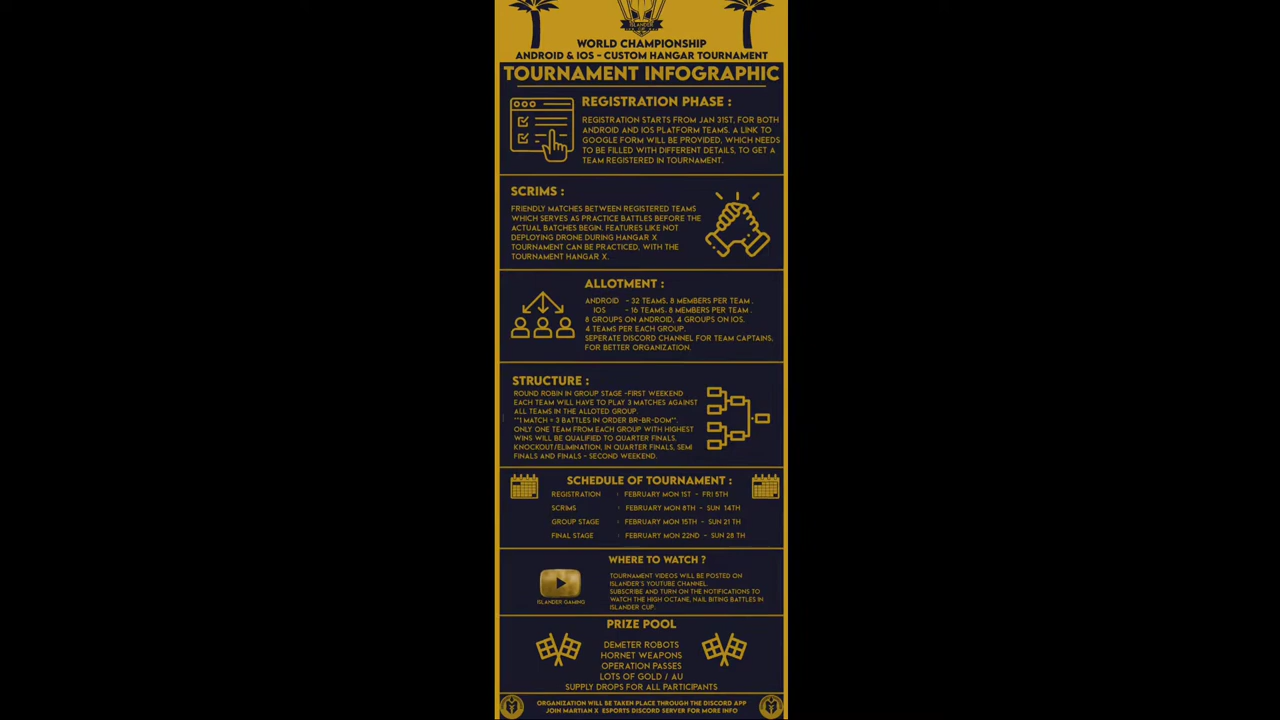 ISLANDER
WORLD CHAMPIONSHIP
ANDROID & IOS - CUSTOM HANGAR TOURNAMENT
TOURNAMENT INFOGRAPHIC
REGISTRATION PHASE :
REGISTRATION STARTS FROM JAN 31ST, FOR BOTH
ANDROID AND IOS PLATFORM TEAMS. A LINK TO
GOOGLE FORM WILL BE PROVIDED, WHICH NEEDS
TO BE FILLED WITH DIFFERENT DETAILS, TO GET A
TEAM REGISTERED IN TOURNAMENT.
SCRIMS :
FRIENDLY MATCHES BETWEEN REGISTERED TEAMS
WHICH SERVES AS PRACTICE BATTLES BEFORE THE
ACTUAL BATCHES BEGIN. FEATURES LIKE NOT
DEPLOYING DRONE DURING HANGAR X
TOURNAMENT CAN BE PRACTICED, WITH THE
TOURNAMENT HANGAR X.
ALLOTMENT :
ANDROID - 32 TEAMS, 8 MEMBERS PER TEAM .
IOS - 16 TEAMS, 8 MEMBERS PER TEAM .
8 GROUPS ON ANDROID, 4 GROUPS ON IOS.
4 TEAMS PER EACH GROUP.
SEPERATE DISCORD CHANNEL FOR TEAM CAPTAINS,
FOR BETTER ORGANIZATION.
STRUCTURE :
ROUND ROBIN IN GROUP STAGE -FIRST WEEKEND
EACH TEAM WILL HAVE TO PLAY 3 MATCHES AGAINST
ALL TEAMS IN THE ALLOTED GROUP.
**1 MATCH = 3 BATTLES IN ORDER BR-BR-DOM**.
ONLY ONE TEAM FROM EACH GROUP WITH HIGHEST
WINS WILL BE QUALIFIED TO QUARTER FINALS.
KNOCKOUT/ELIMINATION, IN QUARTER FINALS, SEMI
FINALS AND FINALS - SECOND WEEKEND.
SCHEDULE OF TOURNAMENT :
REGISTRATION : FEBRUARY MON 1ST - FRI 5TH
SCRIMS : FEBRUARY MON 8TH - SUN 14TH
GROUP STAGE : FEBRUARY MON 15TH - SUN 21 TH
FINAL STAGE : FEBRUARY MON 22ND - SUN 28 TH
WHERE TO WATCH ?
TOURNAMENT VIDEOS WILL BE POSTED ON
ISLANDER'S YOUTUBE CHANNEL.
SUBSCRIBE AND TURN ON THE NOTIFICATIONS TO
WATCH THE HIGH OCTANE, NAIL BITING BATTLES IN
ISLANDER CUP.
ISLANDER GAMING
PRIZE POOL
DEMETER ROBOTS
HORNET WEAPONS
OPERATION PASSES
LOTS OF GOLD / AU
SUPPLY DROPS FOR ALL PARTICIPANTS
ORGANIZATION WILL BE TAKEN PLACE THROUGH THE DISCORD APP
JOIN MARTIAN X ESPORTS DISCORD SERVER FOR MORE INFO